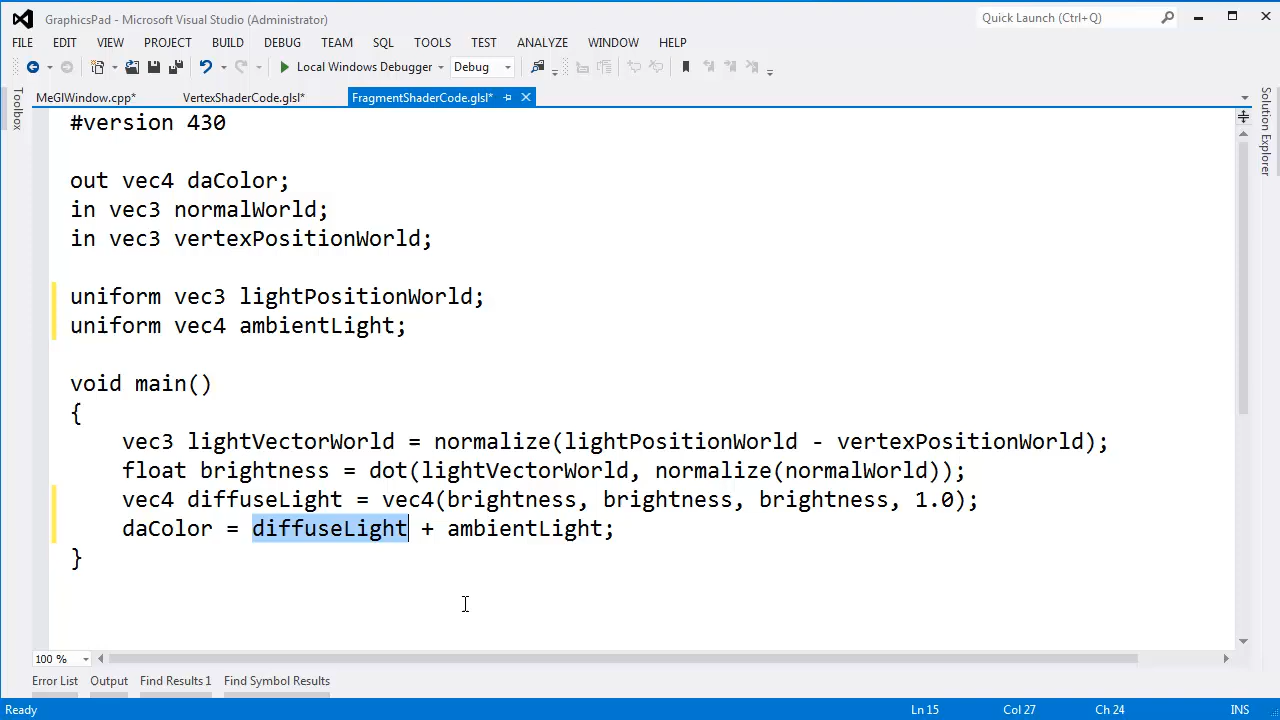 GraphicsPad - Microsoft Visual Studio (Administrator)
Quick Launch (Ctrl+Q)
FILE EDIT VIEW PROJECT BUILD DEBUG TEAM SQL TOOLS TEST ANALYZE WINDOW HELP
Local Windows Debugger Debug
Toolbox
MeGlWindow.cpp* VertexShaderCode.glsl* FragmentShaderCode.glsl*
Solution Explorer
#version 430
out vec4 daColor;
in vec3 normalWorld;
in vec3 vertexPositionWorld;
uniform vec3 lightPositionWorld;
uniform vec4 ambientLight;
void main()
{
vec3 lightVectorWorld = normalize(lightPositionWorld - vertexPositionWorld);
float brightness = dot(lightVectorWorld, normalize(normalWorld));
vec4 diffuseLight = vec4(brightness, brightness, brightness, 1.0);
daColor = diffuseLight + ambientLight;
}
100 %
Error List Output Find Results 1 Find Symbol Results
Ready Ln 15 Col 27 Ch 24 INS